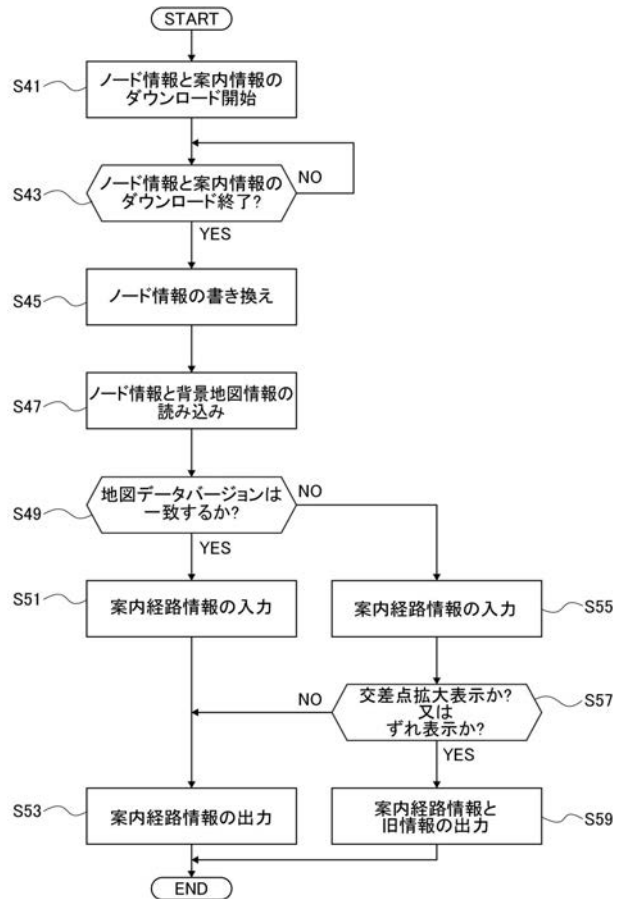 START
S41
ノード情報と案内情報の
ダウンロード開始
S43
ノード情報と案内情報の
ダウンロード終了?
NO
YES
S45
ノード情報の書き換え
S47
ノード情報と背景地図情報の
読み込み
S49
地図データバージョンは
一致するか?
NO
YES
S51
案内経路情報の入力
案内経路情報の入力
S55
交差点拡大表示か?
又は
ずれ表示か?
S57
NO
YES
S53
案内経路情報の出力
案内経路情報と
旧情報の出力
S59
END